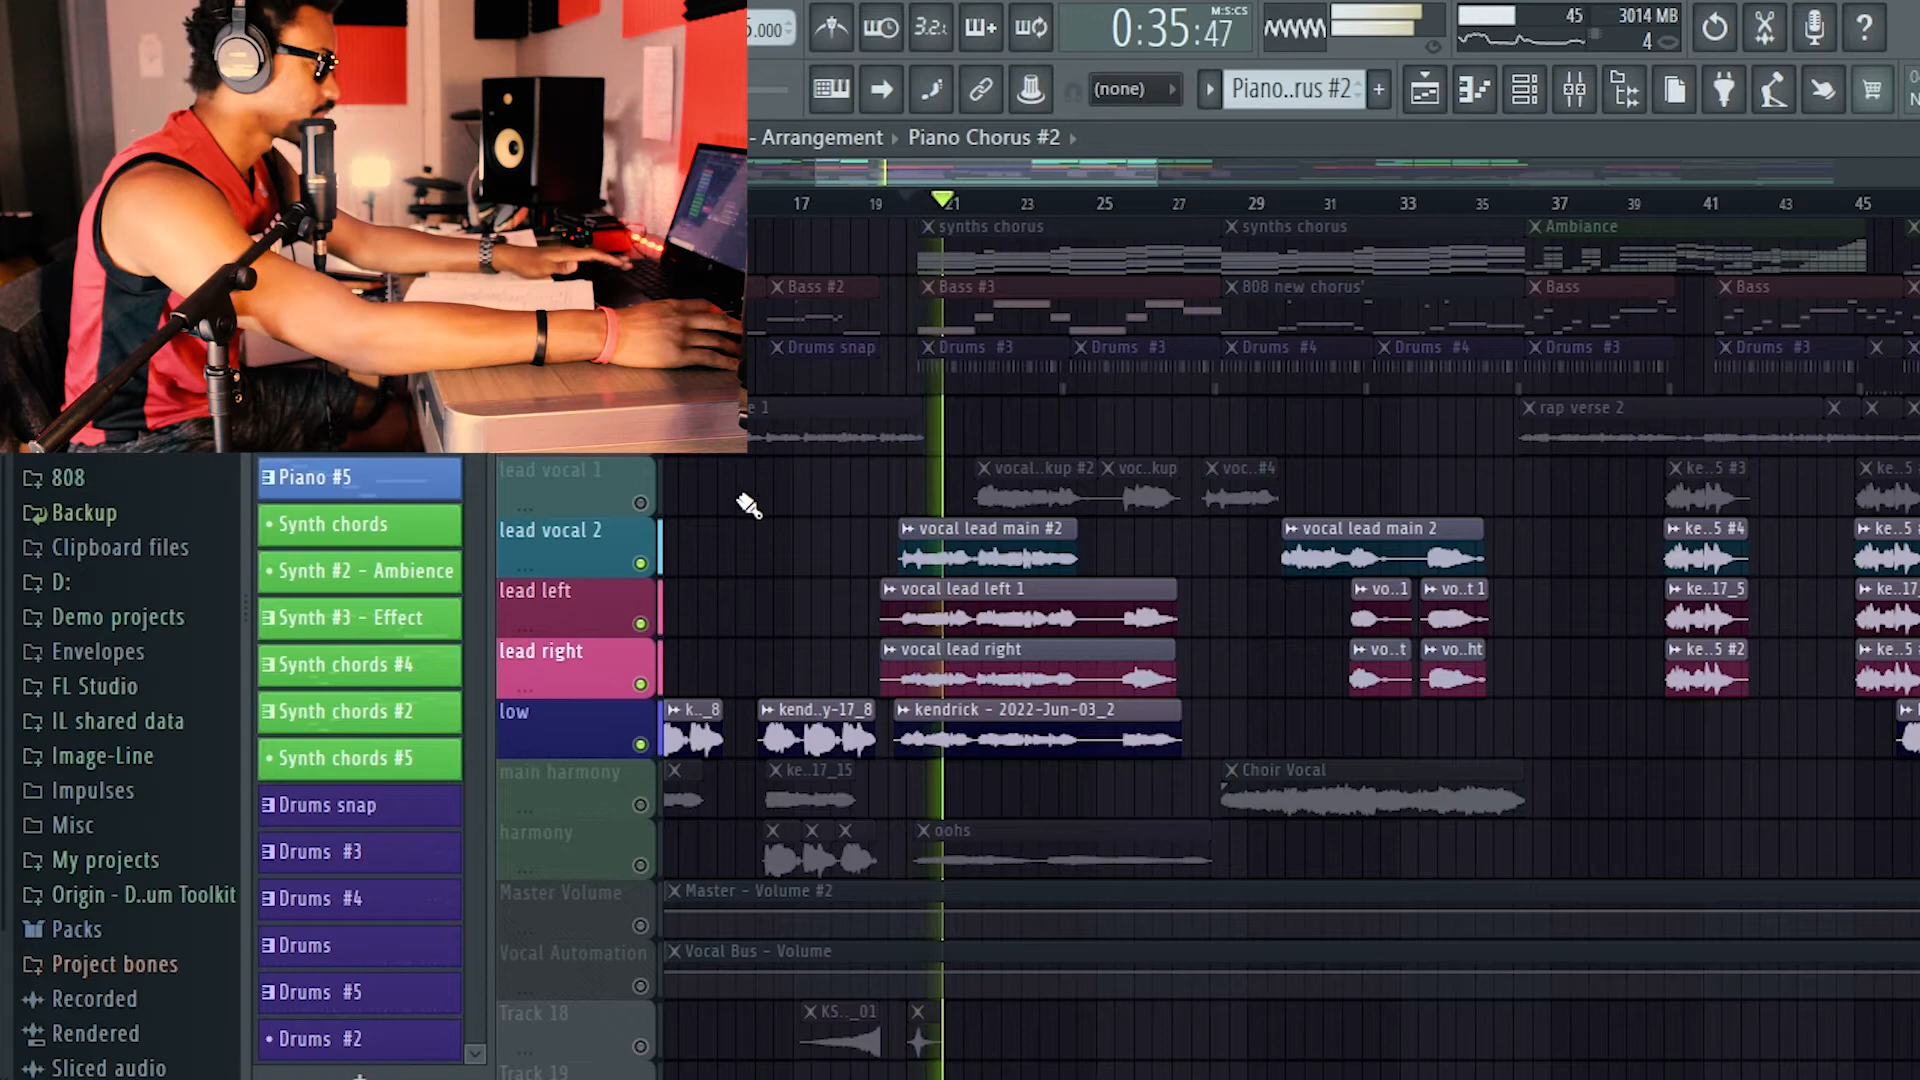 5.000
3.2.:
0:35:47
M:S:CS
45
3014 MB
4
(none)
Piano..rus #2
- Arrangement
Piano Chorus #2
17 19 21 23 25 27 29 31 33 35 37 39 41 43 45
synths chorus
synths chorus
Ambiance
Bass #2
Bass #3
808 new chorus'
Bass
Bass
Drums snap
Drums #3
Drums #3
Drums #4
Drums #4
Drums #3
Drums #3
e 1
rap verse 2
lead vocal 1
vocal..kup #2
voc..kup
voc..#4
ke..5 #3
ke..5
lead vocal 2
vocal lead main #2
vocal lead main 2
ke..5 #4
ke..5
lead left
vocal lead left 1
vo..1
vo..t 1
ke..17_5
ke..17_
lead right
vocal lead right
vo..t
vo..ht
ke..5 #2
ke..5
low
k.._8
kend..y-17_8
kendrick - 2022-Jun-03_2
main harmony
ke..17_15
Choir Vocal
harmony
oohs
Master Volume
Master - Volume #2
Vocal Automation
Vocal Bus - Volume
Track 18
KS.._01
Track 19
808
Backup
Clipboard files
D:
Demo projects
Envelopes
FL Studio
IL shared data
Image-Line
Impulses
Misc
My projects
Origin - D..um Toolkit
Packs
Project bones
Recorded
Rendered
Sliced audio
Piano #5
Synth chords
Synth #2 - Ambience
Synth #3 - Effect
Synth chords #4
Synth chords #2
Synth chords #5
Drums snap
Drums #3
Drums #4
Drums
Drums #5
Drums #2